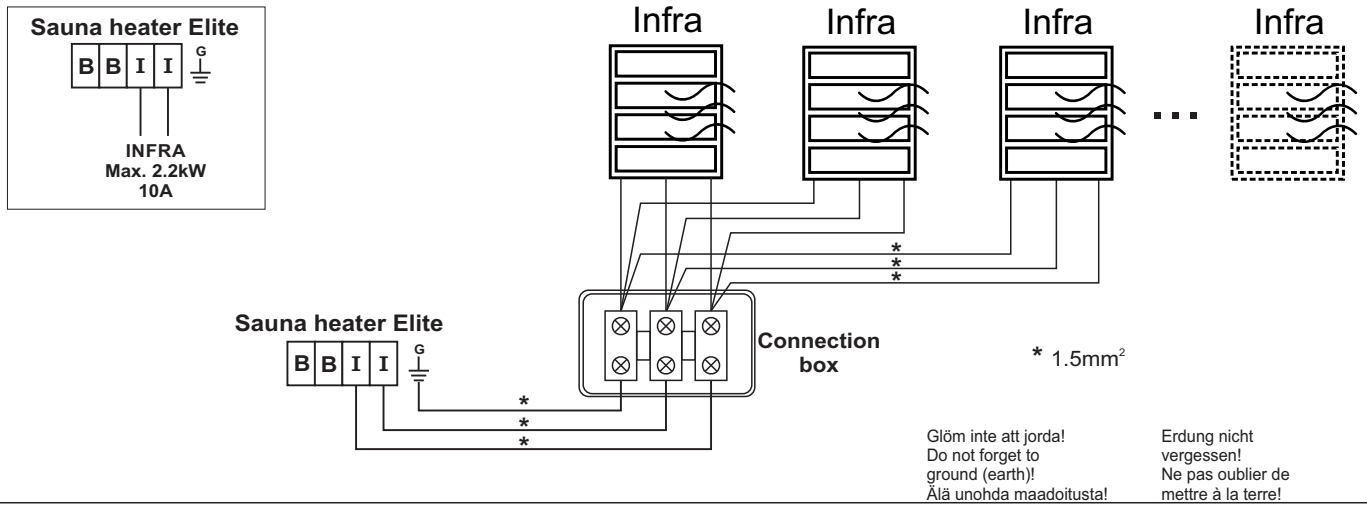 Sauna heater Elite
B B I I G
INFRA
Max. 2.2kW
10A
Infra Infra Infra Infra
...
*
*
*
Sauna heater Elite
B B I I G
*
*
*
Connection
box
* 1.5mm²
Glöm inte att jorda!
Do not forget to
ground (earth)!
Älä unohda maadoitusta!
Erdung nicht
vergessen!
Ne pas oublier de
mettre à la terre!